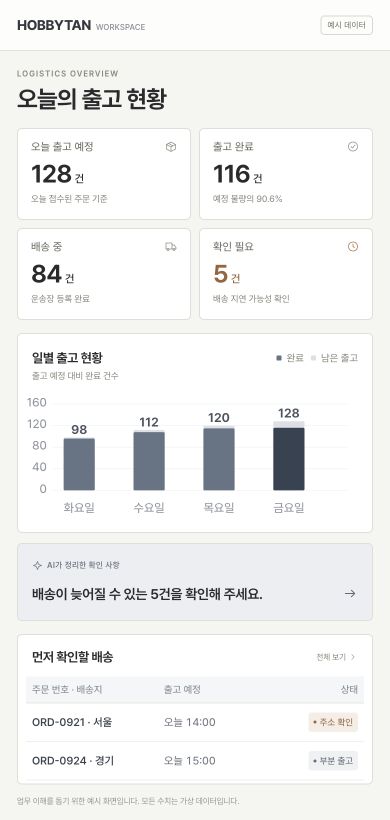 HOBBYTAN WORKSPACE
예시 데이터
LOGISTICS OVERVIEW
오늘의 출고 현황
오늘 출고 예정
128 건
오늘 접수된 주문 기준
출고 완료
116 건
예정 물량의 90.6%
배송 중
84 건
운송장 등록 완료
확인 필요
5 건
배송 지연 가능성 확인
일별 출고 현황
출고 예정 대비 완료 건수
완료 남은 출고
160
120
80
40
0
98 112 120 128
화요일 수요일 목요일 금요일
AI가 정리한 확인 사항
배송이 늦어질 수 있는 5건을 확인해 주세요.
먼저 확인할 배송
전체 보기
주문 번호 · 배송지 출고 예정 상태
ORD-0921 · 서울 오늘 14:00 주소 확인
ORD-0924 · 경기 오늘 15:00 부분 출고
업무 이해를 돕기 위한 예시 화면입니다. 모든 수치는 가상 데이터입니다.